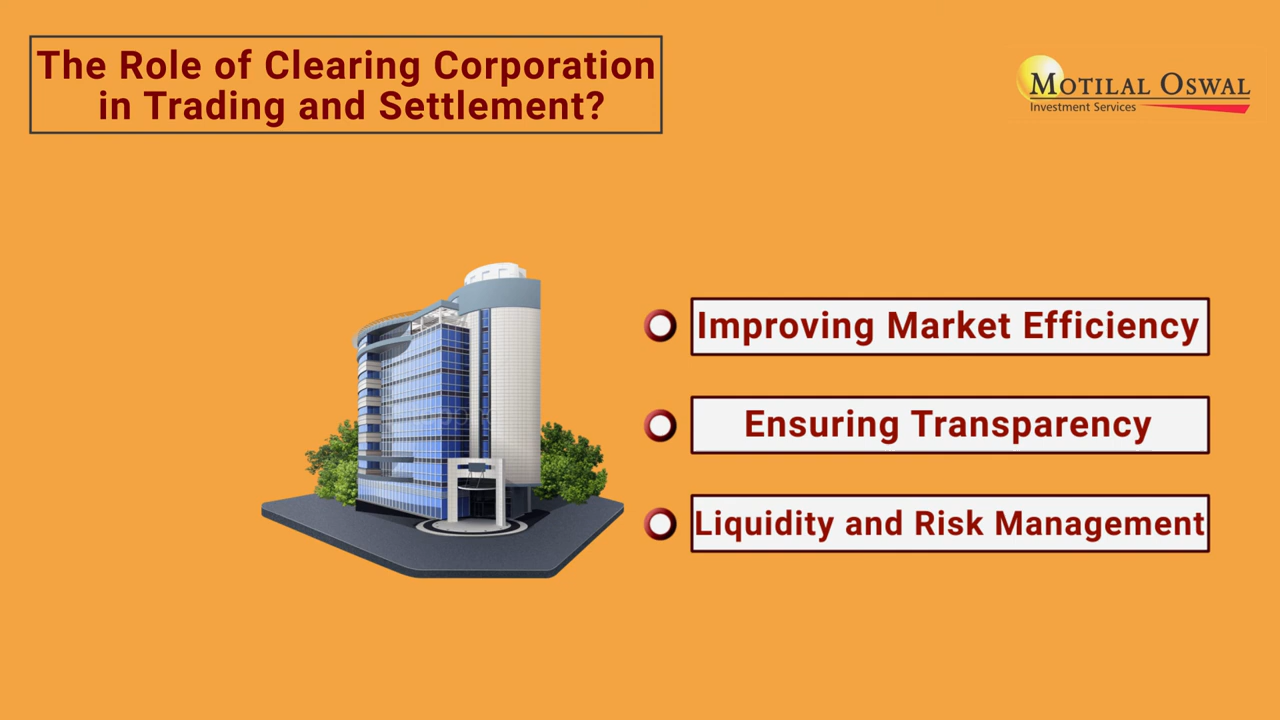 The Role of Clearing Corporation
in Trading and Settlement?
MOTILAL OSWAL
Investment Services
Improving Market Efficiency
Ensuring Transparency
Liquidity and Risk Management